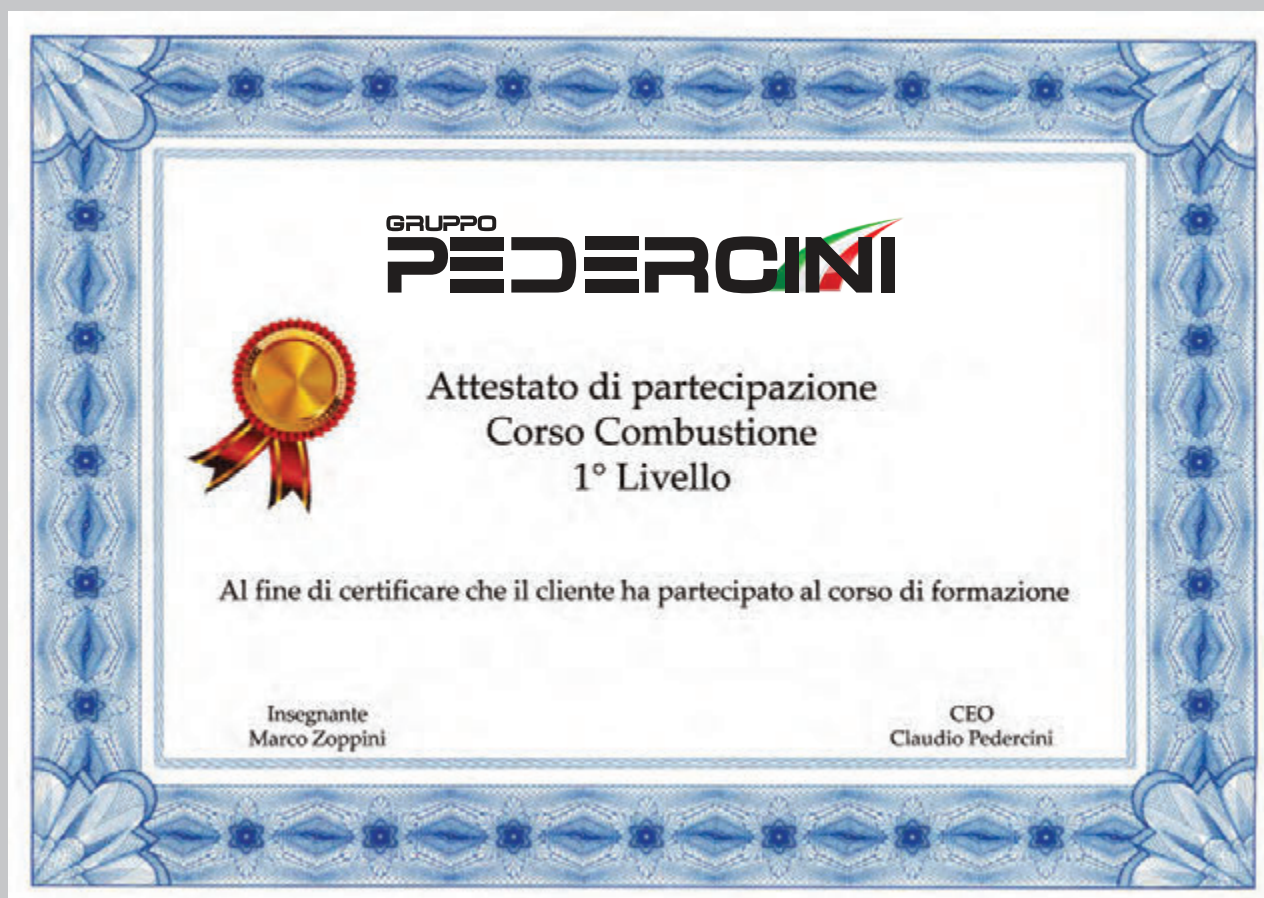 GRUPPO
PEDERCINI
Attestato di partecipazione
Corso Combustione
1° Livello
Al fine di certificare che il cliente ha partecipato al corso di formazione
Insegnante
Marco Zoppini
CEO
Claudio Pedercini